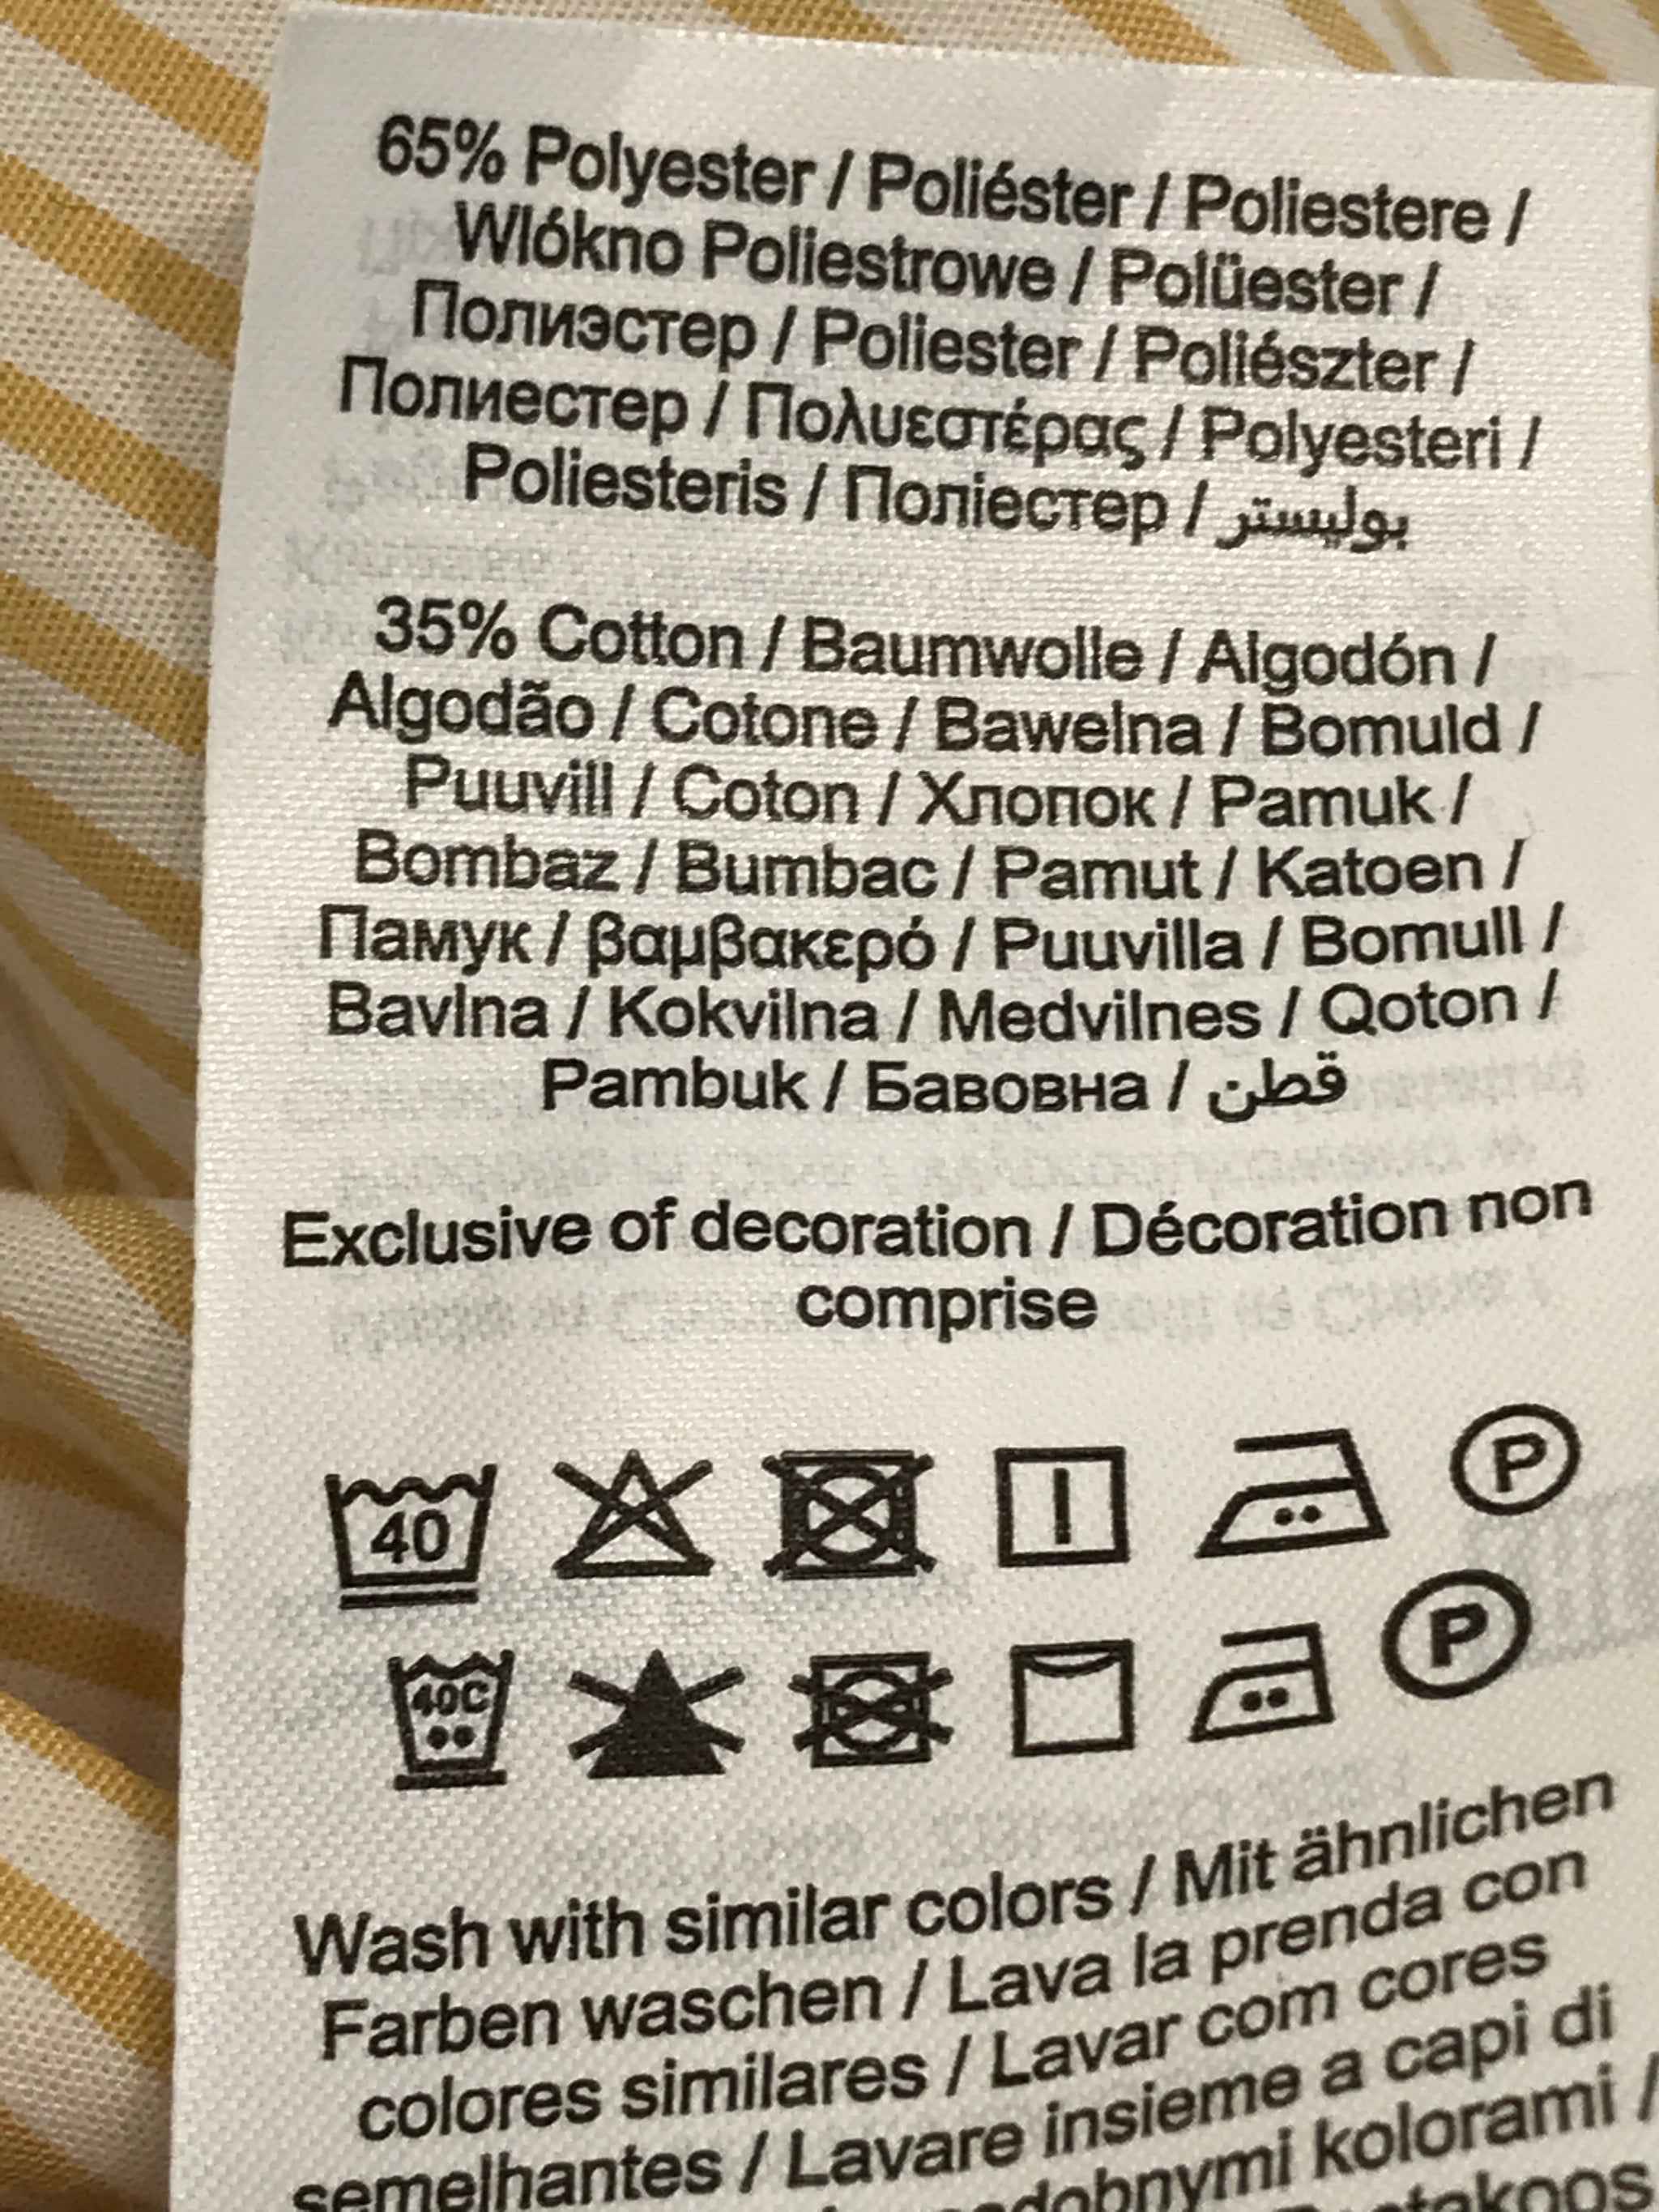 65% Polyester / Poliéster / Poliestere /
Wlókno Poliestrowe / Polüester /
Полиэстер / Poliester / Poliészter /
Полиестер / Πολυεστέρας / Polyesteri /
Poliesteris / Поліестер / بوليستر
35% Cotton / Baumwolle / Algodón /
Algodão / Cotone / Bawelna / Bomuld /
Puuvill / Coton / Хлопок / Pamuk /
Bombaz / Bumbac / Pamut / Katoen /
Памук / βαμβακερό / Puuvilla / Bomull /
Bavlna / Kokvilna / Medvilnes / Qoton /
Pambuk / Бавовна / قطن
Exclusive of decoration / Décoration non
comprise
40 P
40C P
Wash with similar colors / Mit ähnlichen
Farben waschen / Lava la prenda con
colores similares / Lavar com cores
semelhantes / Lavare insieme a capi di
kolorami /